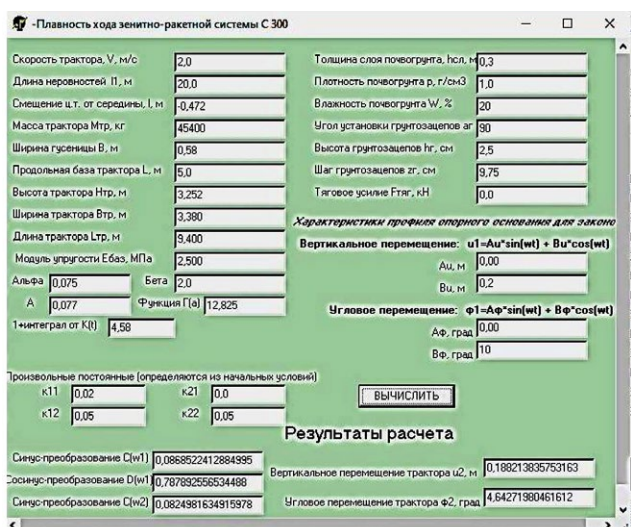 -Плавность хода зенитно-ракетной системы С 300
Скорость трактора, V, м/с 2,0
Длина неровностей l1, м 20,0
Смещение ц.т. от середины, l, м -0,472
Масса трактора Мтр, кг 45400
Ширина гусеницы В, м 0,58
Продольная база трактора L, м 5,0
Высота трактора Нтр, м 3,252
Ширина трактора Втр, м 3,380
Длина трактора Lтр, м 9,400
Модуль упругости Ебаз, МПа 2,500
Альфа 0,075 Бета 2,0
А 0,077 Функция Г(а) 12,825
1+интеграл от K(t) 4,58
Толщина слоя почвогрунта, hсл, м 0,3
Плотность почвогрунта р, г/см3 1,0
Влажность почвогрунта W, % 20
Угол установки грунтозацепов аг 90
Высота грунтозацепов hг, см 2,5
Шаг грунтозацепов zг, см 9,75
Тяговое усилие Fтяг, кН 0,0
Характеристики профиля опорного основания для законо
Вертикальное перемещение: u1=Au*sin(wt) + Bu*cos(wt)
Au, м 0,00
Bu, м 0,2
Угловое перемещение: ф1=Aф*sin(wt) + Bф*cos(wt)
Аф, град 0,00
Вф, град 10
Произвольные постоянные (определяются из начальных условий)
к11 0,02 к21 0,0
к12 0,05 к22 0,05
ВЫЧИСЛИТЬ
Результаты расчета
Синус-преобразование C(w1) 0,0868522412884995
Сосинус-преобразование D(w1) 0,787892556534488
Синус-преобразование C(w2) 0,0824981634915978
Вертикальное перемещение трактора u2, м 0,188213835753163
Угловое перемещение трактора ф2, град 4,64271980461612